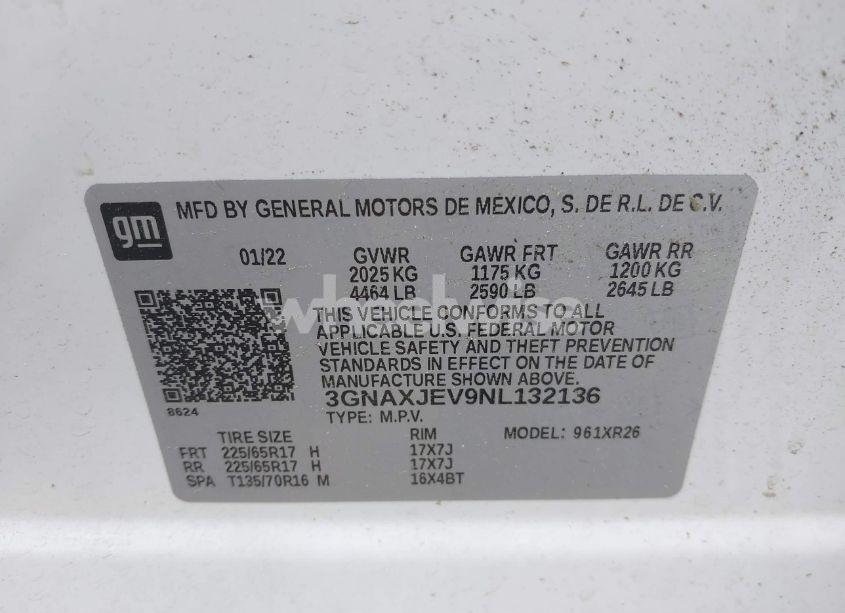 gm
MFD BY GENERAL MOTORS DE MEXICO, S. DE R.L. DE C.V.
01/22 GVWR GAWR FRT GAWR RR
2025 KG 1175 KG 1200 KG
4464 LB 2590 LB 2645 LB
THIS VEHICLE CONFORMS TO ALL
APPLICABLE U.S. FEDERAL MOTOR
VEHICLE SAFETY AND THEFT PREVENTION
STANDARDS IN EFFECT ON THE DATE OF
MANUFACTURE SHOWN ABOVE.
3GNAXJEV9NL132136
8624
TYPE: M.P.V.
TIRE SIZE RIM MODEL: 961XR26
FRT 225/65R17 H 17X7J
RR 225/65R17 H 17X7J
SPA T135/70R16 M 16X4BT